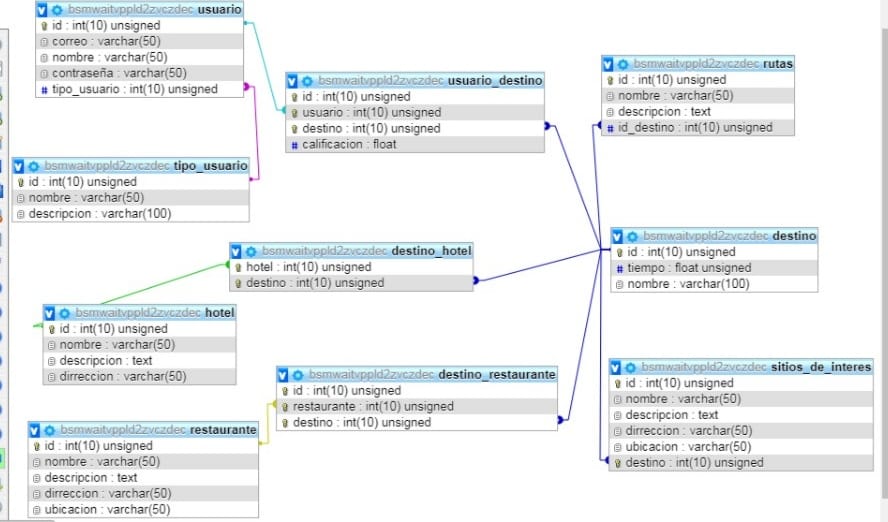 bsmwaitvppld2zvczdec usuario
id : int(10) unsigned
correo : varchar(50)
nombre : varchar(50)
contraseña : varchar(50)
# tipo_usuario : int(10) unsigned
bsmwaitvppld2zvczdec tipo_usuario
id : int(10) unsigned
nombre : varchar(50)
descripcion : varchar(100)
bsmwaitvppld2zvczdec usuario_destino
id : int(10) unsigned
usuario : int(10) unsigned
destino : int(10) unsigned
# calificacion : float
bsmwaitvppld2zvczdec rutas
id : int(10) unsigned
nombre : varchar(50)
descripcion : text
# id_destino : int(10) unsigned
bsmwaitvppld2zvczdec destino_hotel
hotel : int(10) unsigned
destino : int(10) unsigned
bsmwaitvppld2zvczdec destino
id : int(10) unsigned
# tiempo : float unsigned
nombre : varchar(100)
bsmwaitvppld2zvczdec hotel
id : int(10) unsigned
nombre : varchar(50)
descripcion : text
dirreccion : varchar(50)
bsmwaitvppld2zvczdec destino_restaurante
id : int(10) unsigned
restaurante : int(10) unsigned
destino : int(10) unsigned
bsmwaitvppld2zvczdec sitios_de_interes
id : int(10) unsigned
nombre : varchar(50)
descripcion : text
dirreccion : varchar(50)
ubicacion : varchar(50)
destino : int(10) unsigned
bsmwaitvppld2zvczdec restaurante
id : int(10) unsigned
nombre : varchar(50)
descripcion : text
dirreccion : varchar(50)
ubicacion : varchar(50)